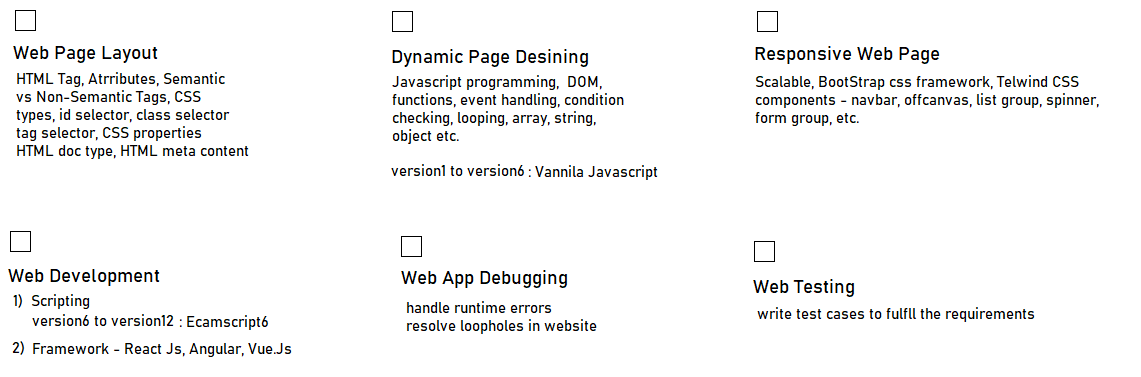 Web Page Layout
HTML Tag, Atrributes, Semantic
vs Non-Semantic Tags, CSS
types, id selector, class selector
tag selector, CSS properties
HTML doc type, HTML meta content
Dynamic Page Desining
Javascript programming, DOM,
functions, event handling, condition
checking, looping, array, string,
object etc.
version1 to version6 : Vannila Javascript
Responsive Web Page
Scalable, BootStrap css framework, Telwind CSS
components - navbar, offcanvas, list group, spinner,
form group, etc.
Web Development
1) Scripting
version6 to version12 : Ecamscript6
2) Framework - React Js, Angular, Vue.Js
Web App Debugging
handle runtime errors
resolve loopholes in website
Web Testing
write test cases to fulfll the requirements